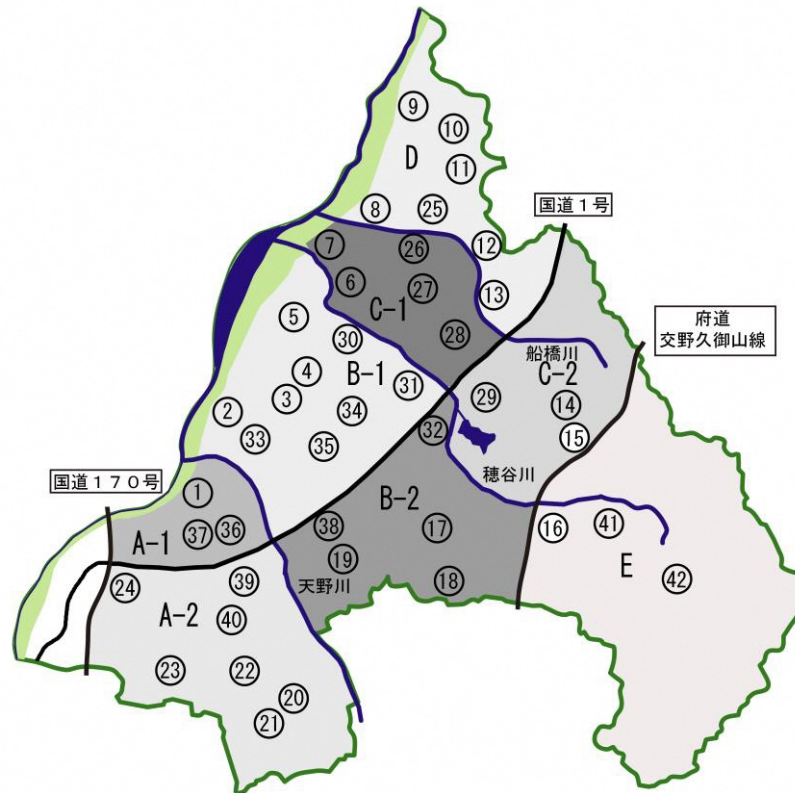 ⑨
⑩
D
⑪
⑧
㉕
国道１号
⑦
㉖
⑫
⑥
㉗
⑬
C-1
⑤
㉚
㉘
船橋川
府道
交野久御山線
④
B-1
㉛
C-2
③
㉙
⑭
②
㉞
㉜
⑮
㉝
㉟
穂谷川
国道１７０号
①
B-2
㊲
㊱
A-1
㊳
⑰
⑯
㊶
⑲
E
㉔
㊴
天野川
⑱
㊷
A-2
㊵
㉓
㉒
⑳
㉑